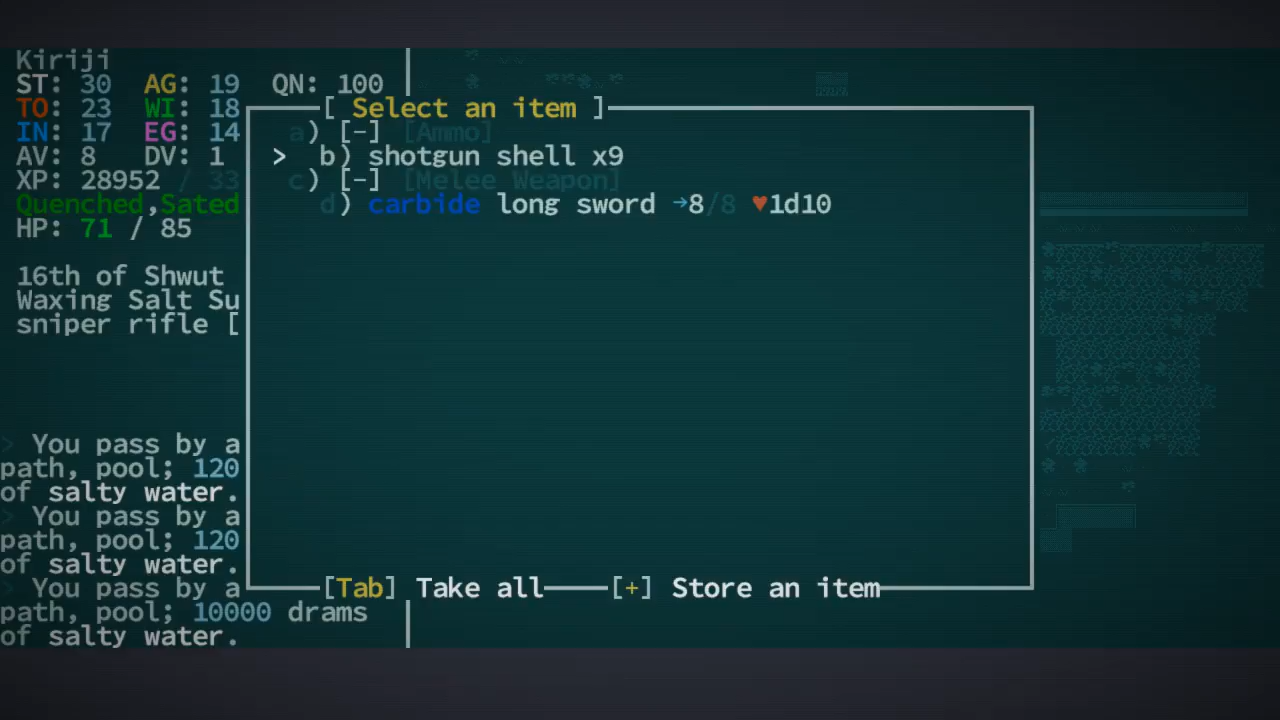 Kiriji
ST: 30 AG: 19 QN: 100
TO: 23 WI: 18
IN: 17 EG: 14
AV: 8 DV: 1
XP: 28952 / 33
Quenched,Sated
HP: 71 / 85
16th of Shwut
Waxing Salt Su
sniper rifle [
[ Select an item ]
a) [-] [Ammo]
> b) shotgun shell x9
c) [-] [Melee Weapon]
d) carbide long sword →8/8 ♥1d10
> You pass by a
path, pool; 120
of salty water.
> You pass by a
path, pool; 120
of salty water.
> You pass by a
path, pool; 10000 drams
of salty water.
[Tab] Take all [+] Store an item